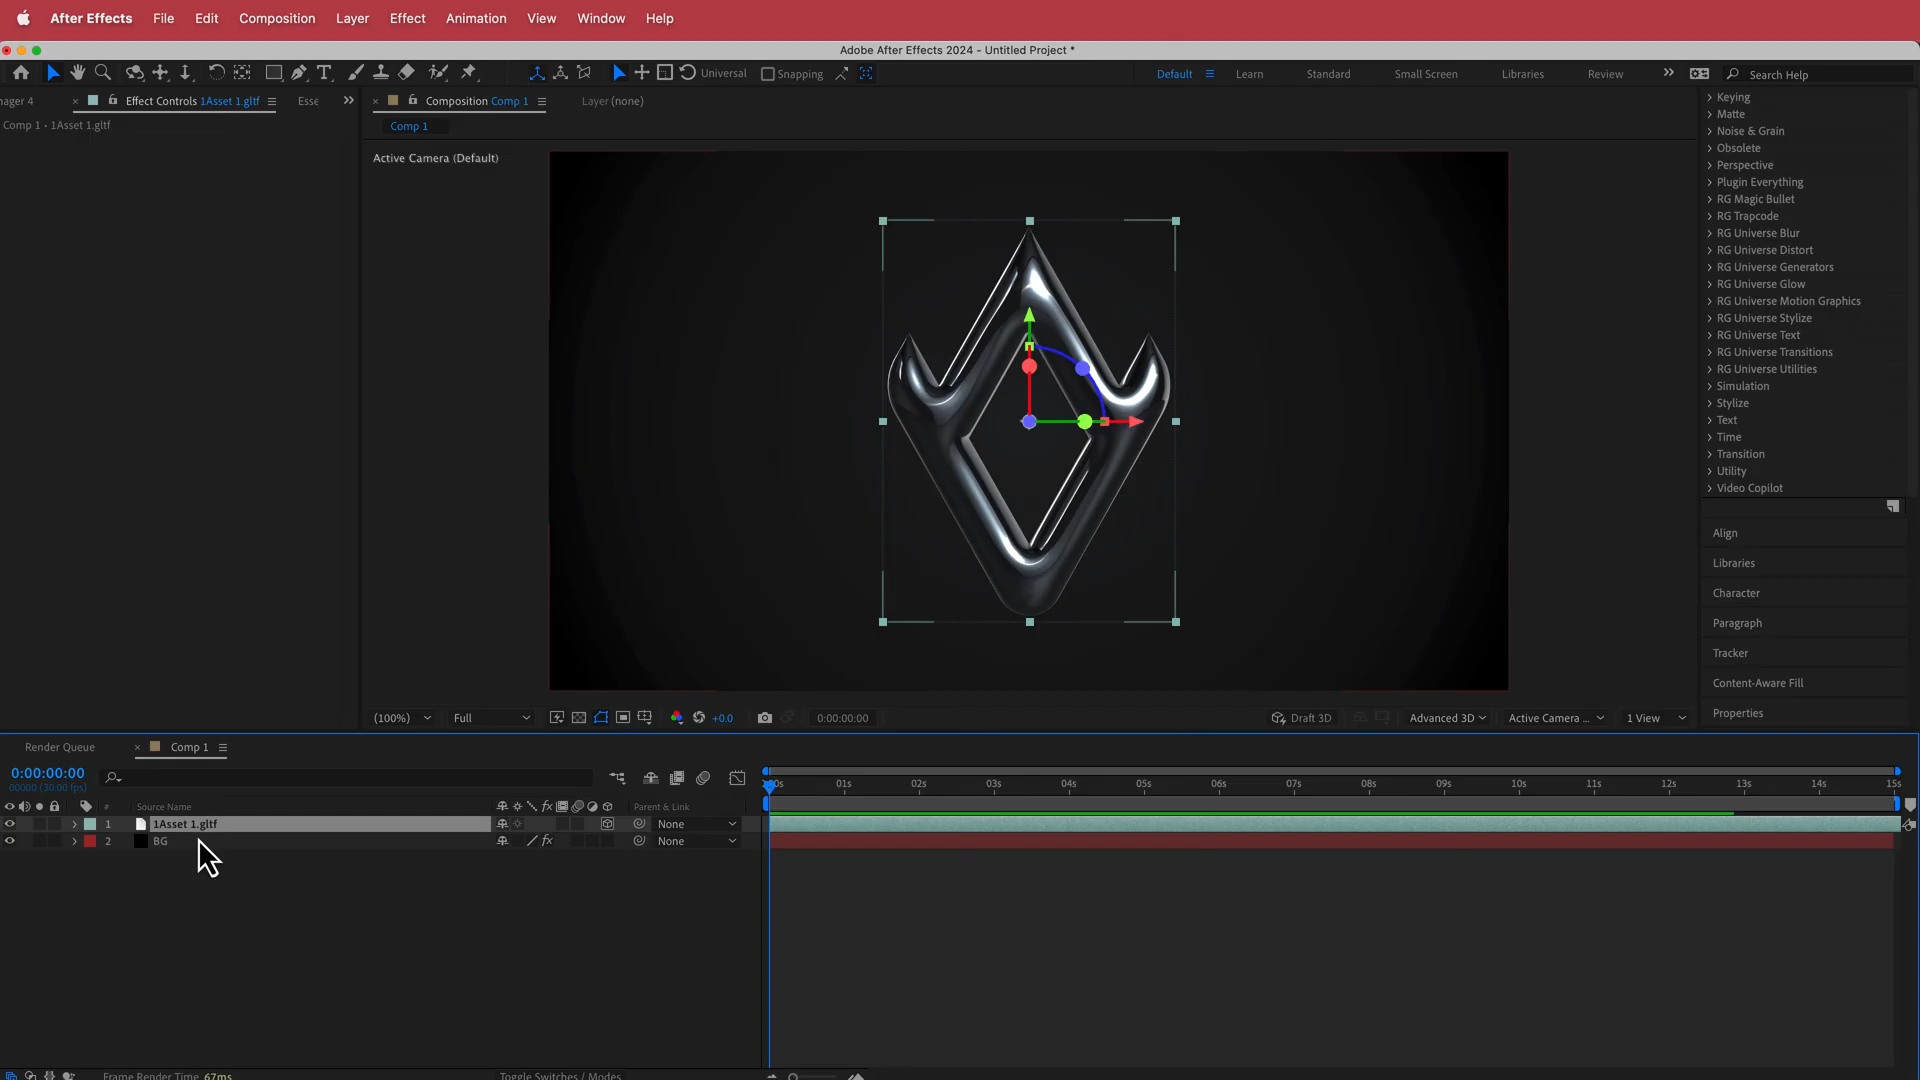 After Effects File Edit Composition Layer Effect Animation View Window Help
Adobe After Effects 2024 - Untitled Project *
Universal Snapping Default Learn Standard Small Screen Libraries Review Search Help
nager 4 Effect Controls 1Asset 1.gltf Esse Composition Comp 1 Layer (none)
Comp 1 • 1Asset 1.gltf
Comp 1
Active Camera (Default)
Keying
Matte
Noise & Grain
Obsolete
Perspective
Plugin Everything
RG Magic Bullet
RG Trapcode
RG Universe Blur
RG Universe Distort
RG Universe Generators
RG Universe Glow
RG Universe Motion Graphics
RG Universe Stylize
RG Universe Text
RG Universe Transitions
RG Universe Utilities
Simulation
Stylize
Text
Time
Transition
Utility
Video Copilot
Align
Libraries
Character
Paragraph
Tracker
Content-Aware Fill
Properties
(100%) Full +0.0 0:00:00:00 Draft 3D Advanced 3D Active Camera ... 1 View
Render Queue Comp 1
0:00:00:00
00000 (30.00 fps)
00s 01s 02s 03s 04s 05s 06s 07s 08s 09s 10s 11s 12s 13s 14s 15s
# Source Name Parent & Link
1 1Asset 1.gltf None
2 BG None
Frame Render Time 67ms Toggle Switches / Modes